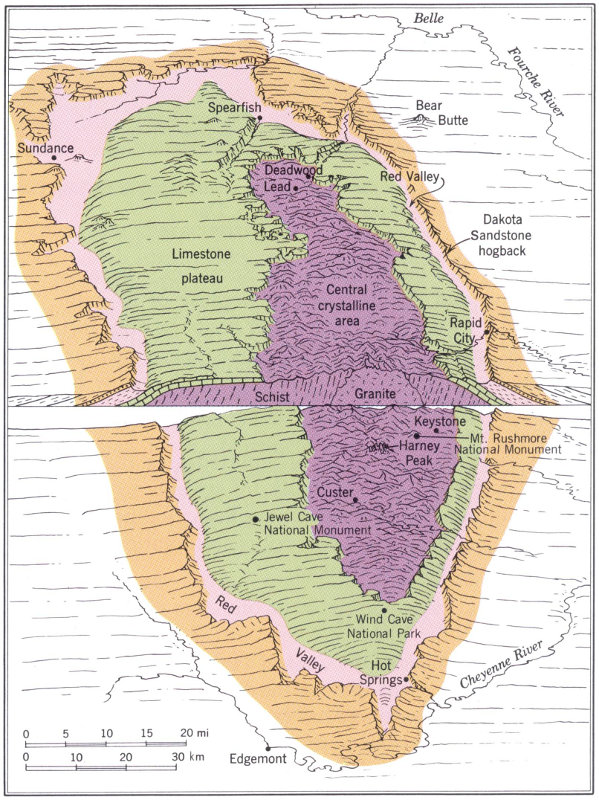 Belle
Fourche River
Bear
Butte
Spearfish
Sundance
Deadwood
Lead
Red Valley
Dakota
Sandstone
hogback
Limestone
plateau
Central
crystalline
area
Rapid
City
Schist
Granite
Keystone
Mt. Rushmore
National Monument
Harney
Peak
Custer
Jewel Cave
National Monument
Red
Valley
Wind Cave
National Park
Hot
Springs
Cheyenne River
Edgemont
0 5 10 15 20 mi
0 10 20 30 km